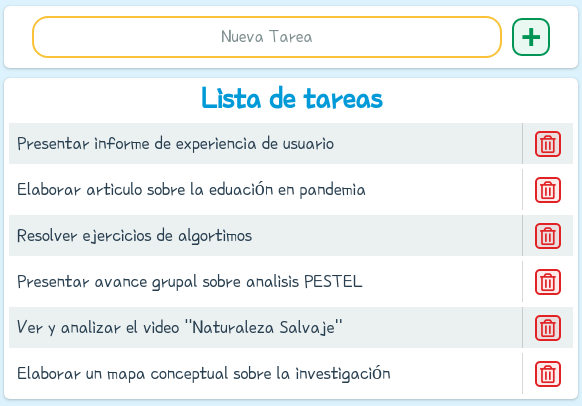 Nueva Tarea
Lista de tareas
Presentar informe de experiencia de usuario
Elaborar articulo sobre la eduación en pandemia
Resolver ejercicios de algortimos
Presentar avance grupal sobre analisis PESTEL
Ver y analizar el video "Naturaleza Salvaje"
Elaborar un mapa conceptual sobre la investigación